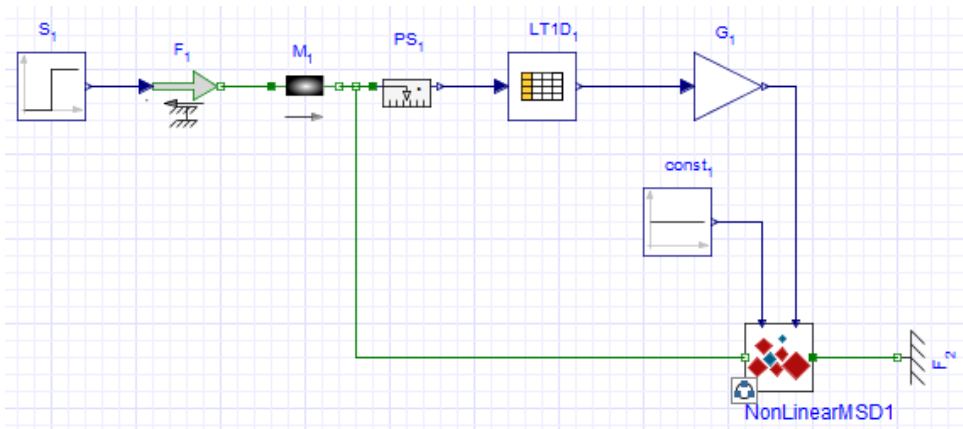 S1
F1
M1
PS1
LT1D1
G1
const1
F2
NonLinearMSD1